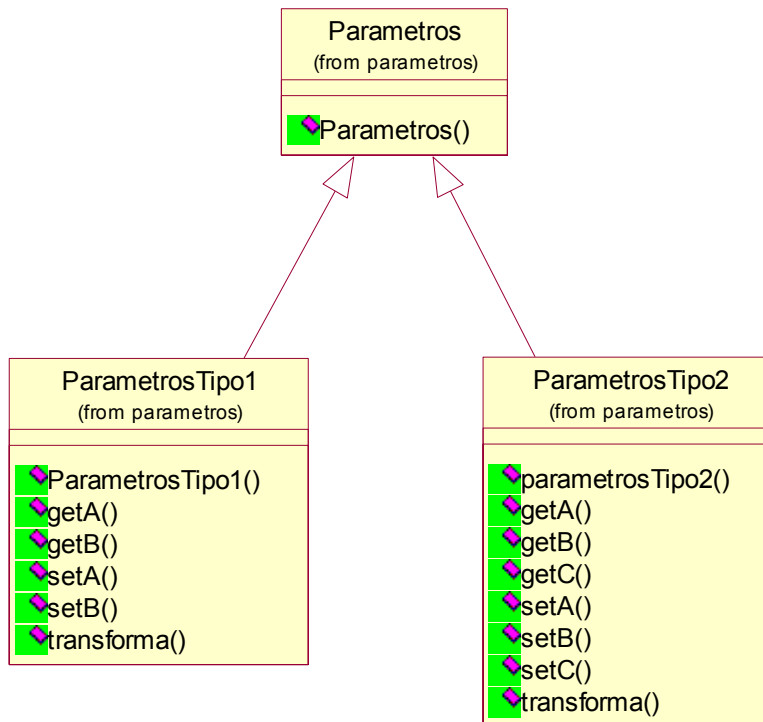 Parametros
(from parametros)
Parametros()
ParametrosTipo1
(from parametros)
ParametrosTipo1()
getA()
getB()
setA()
setB()
transforma()
ParametrosTipo2
(from parametros)
parametrosTipo2()
getA()
getB()
getC()
setA()
setB()
setC()
transforma()